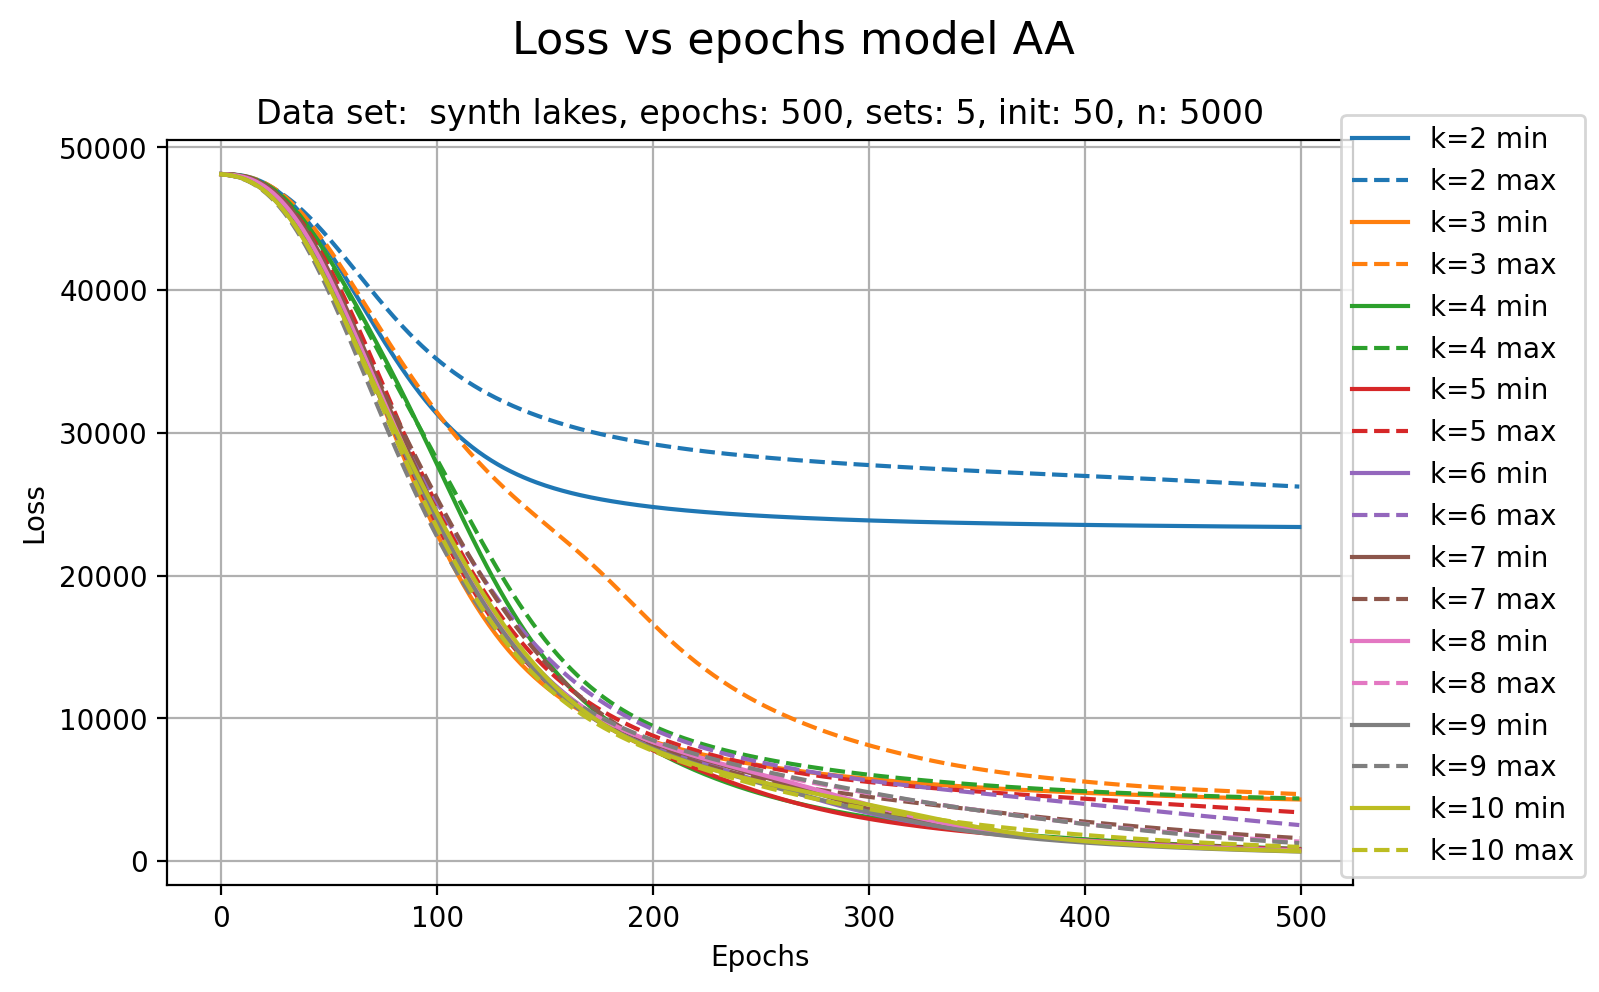 Loss vs epochs model AA
Data set:  synth lakes, epochs: 500, sets: 5, init: 50, n: 5000
50000
40000
30000
20000
10000
0
Loss
0 100 200 300 400 500
Epochs
k=2 min
k=2 max
k=3 min
k=3 max
k=4 min
k=4 max
k=5 min
k=5 max
k=6 min
k=6 max
k=7 min
k=7 max
k=8 min
k=8 max
k=9 min
k=9 max
k=10 min
k=10 max